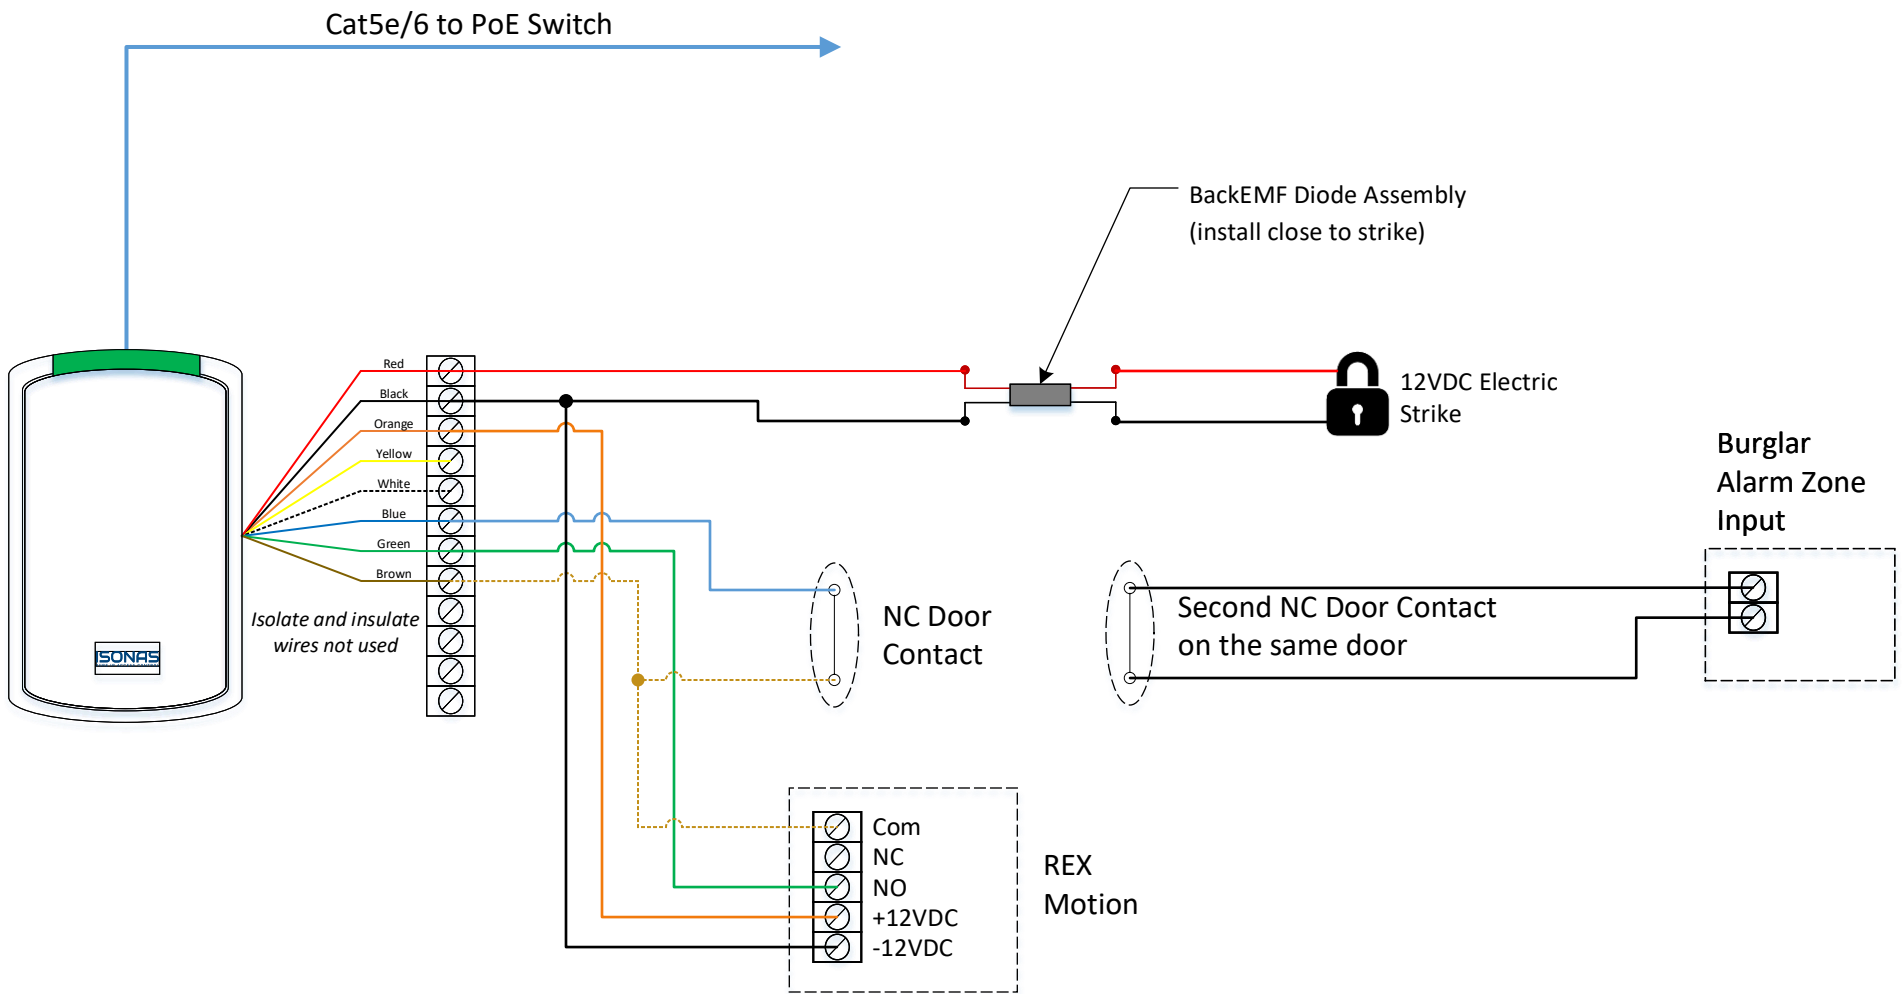 Cat5e/6 to PoE Switch
BackEMF Diode Assembly
(install close to strike)
Red
Black
Orange
Yellow
White
Blue
Green
Brown
Isolate and insulate
wires not used
12VDC Electric
Strike
Burglar
Alarm Zone
Input
NC Door
Contact
Second NC Door Contact
on the same door
ISONAS
Com
NC
NO
+12VDC
-12VDC
REX
Motion